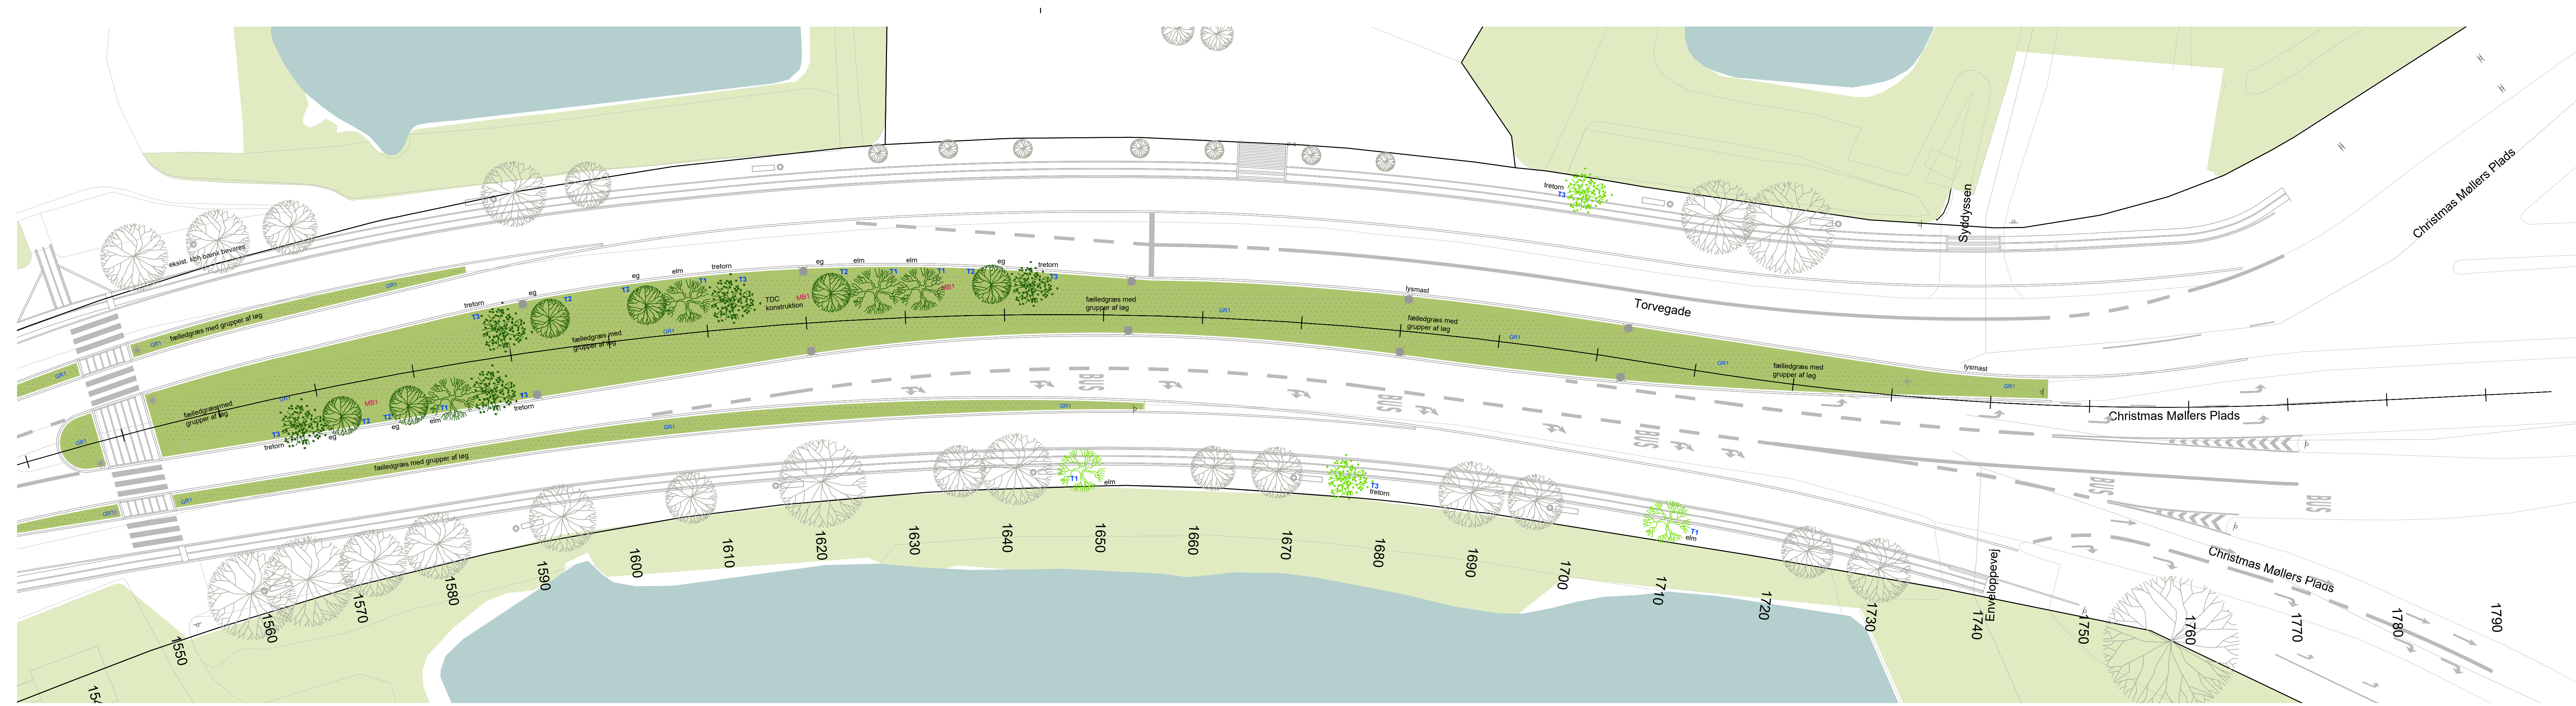 eksist. kbh bænk bevares
GR1
GR1
fælledgræs med grupper af løg
GR1
tretorn
T3
eg
T2
eg
T2
elm
T1
tretorn
T3
TDC
konstruktion
MB1
eg
T2
elm
T1
elm
T1
MB1
T2
eg
tretorn
T3
fælledgræs med
grupper af løg
GR1
fælledgræs med
grupper af løg
GR1
lysmast
fælledgræs med
grupper af løg
GR1
tretorn
T3
Torvegade
GR1
fælledgræs med
grupper af løg
lysmast
GR1
Syddyssen
Christmas Møllers Plads
Christmas Møllers Plads
GR1
fælledgræs med
grupper af løg
GR1
T3
tretorn
eg
T2
MB1
T2
eg
elm
T1
T3
tretorn
GR1
GR1
fælledgræs med grupper af løg
GR1
GR1
BUS
BUS
BUS
BUS
BUS
T1
elm
T3
tretorn
T1
elm
Enveloppevej
Christmas Møllers Plads
1550
1560
1570
1580
1590
1600
1610
1620
1630
1640
1650
1660
1670
1680
1690
1700
1710
1720
1730
1740
1750
1760
1770
1780
1790